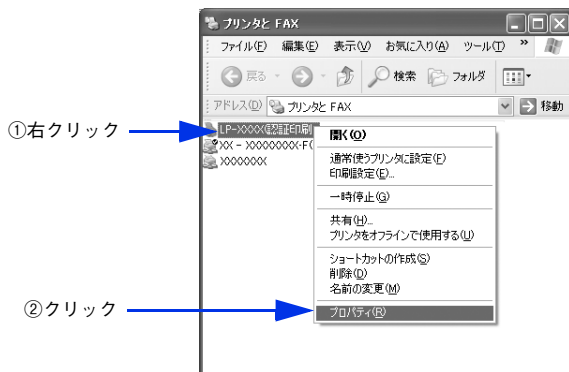 プリンタと FAX
ファイル(F) 編集(E) 表示(V) お気に入り(A) ツール(T) »
戻る 検索 フォルダ
アドレス(D) プリンタと FAX 移動
①右クリック
LP-XXXX(認証印刷)
XX - XXXXXXXX-F(
XXXXXXX
開く(O)
通常使うプリンタに設定(F)
印刷設定(E)...
一時停止(G)
共有(H)...
プリンタをオフラインで使用する(U)
ショートカットの作成(S)
削除(D)
名前の変更(M)
②クリック
プロパティ(R)